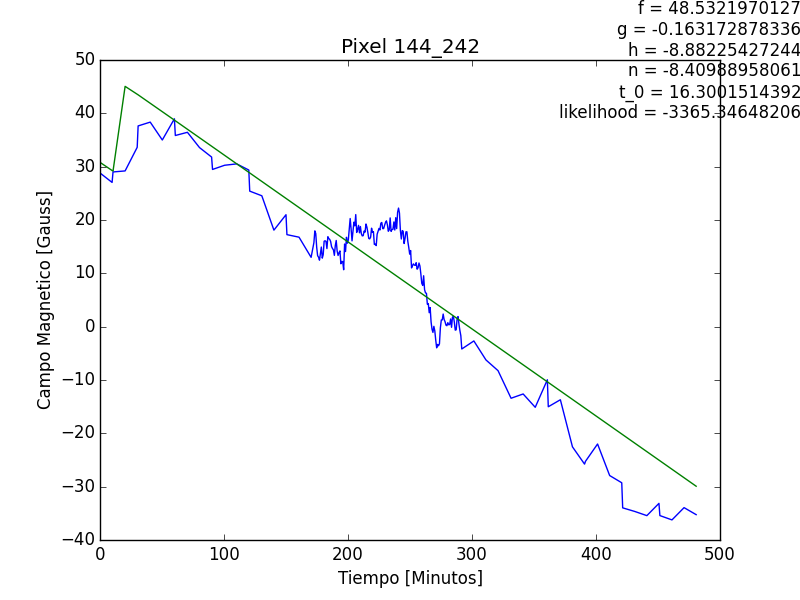 f = 48.5321970127
g = -0.163172878336
h = -8.88225427244
n = -8.40988958061
t_0 = 16.3001514392
likelihood = -3365.34648206
Pixel 144_242
50
40
30
20
10
0
−10
−20
−30
−40
Campo Magnetico [Gauss]
0 100 200 300 400 500
Tiempo [Minutos]